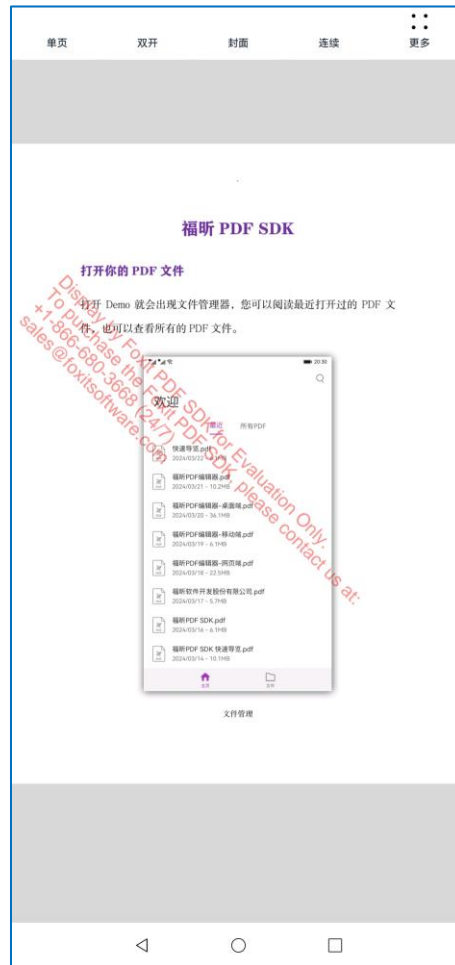 单页 双开 封面 连续 更多
福昕 PDF SDK
打开你的 PDF 文件
打开 Demo 就会出现文件管理器，您可以阅读最近打开过的 PDF 文
件，也可以查看所有的 PDF 文件。
Display by Foxit PDF SDK for Evaluation Only.
To purchase the Foxit PDF SDK, please contact us at:
+1-866-680-3668 (24/7)
sales@foxitsoftware.com
20:30
欢迎
最近 所有PDF
快速导览.pdf
2024/03/22 - 6.1MB
福昕PDF编辑器.pdf
2024/03/21 - 10.2MB
福昕PDF编辑器-桌面端.pdf
2024/03/20 - 36.1MB
福昕PDF编辑器-移动端.pdf
2024/03/19 - 6.1MB
福昕PDF编辑器-网页端.pdf
2024/03/18 - 22.5MB
福昕软件开发股份有限公司.pdf
2024/03/17 - 5.7MB
福昕PDF SDK.pdf
2024/03/16 - 6.1MB
福昕PDF SDK 快速导览.pdf
2024/03/14 - 10.1MB
文件管理